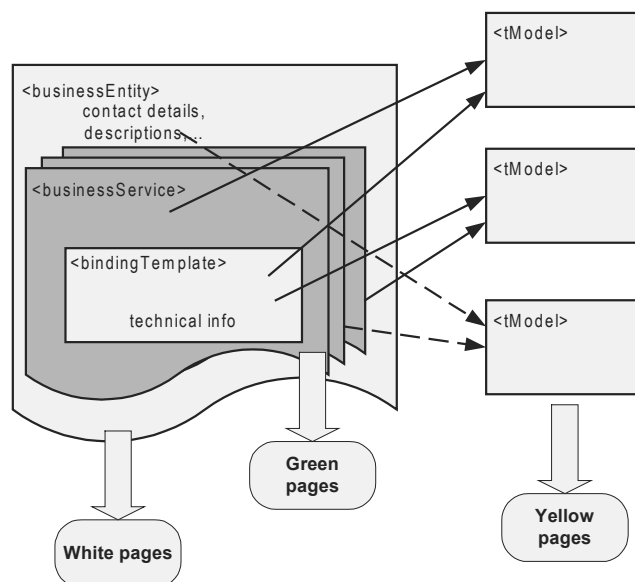 <tModel>
<businessEntity>
contact details,
descriptions,...
<businessService>
<tModel>
<bindingTemplate>
technical info
<tModel>
Green
pages
White pages
Yellow
pages